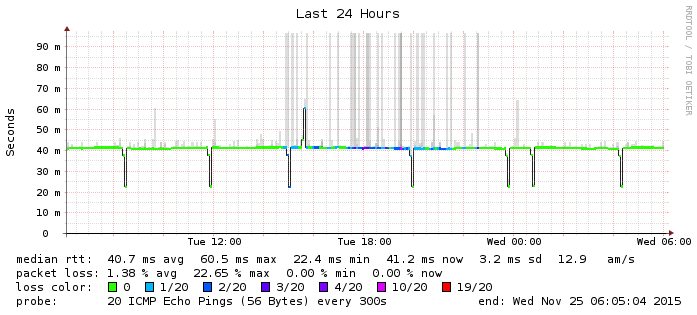 Last 24 Hours
RRDTOOL / TOBI OETIKER
Seconds
90 m
80 m
70 m
60 m
50 m
40 m
30 m
20 m
10 m
0
Tue 12:00 Tue 18:00 Wed 00:00 Wed 06:00
median rtt: 40.7 ms avg 60.5 ms max 22.4 ms min 41.2 ms now 3.2 ms sd 12.9 am/s
packet loss: 1.38 % avg 22.65 % max 0.00 % min 0.00 % now
loss color: 0 1/20 2/20 3/20 4/20 10/20 19/20
probe: 20 ICMP Echo Pings (56 Bytes) every 300s end: Wed Nov 25 06:05:04 2015